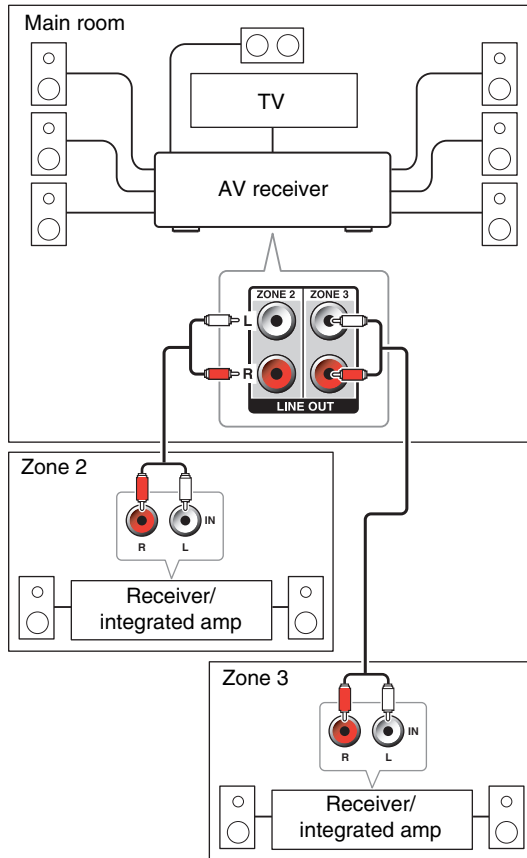 Main room
TV
AV receiver
ZONE 2 ZONE 3
L
R
LINE OUT
Zone 2
IN
R L
Receiver/
integrated amp
Zone 3
IN
R L
Receiver/
integrated amp